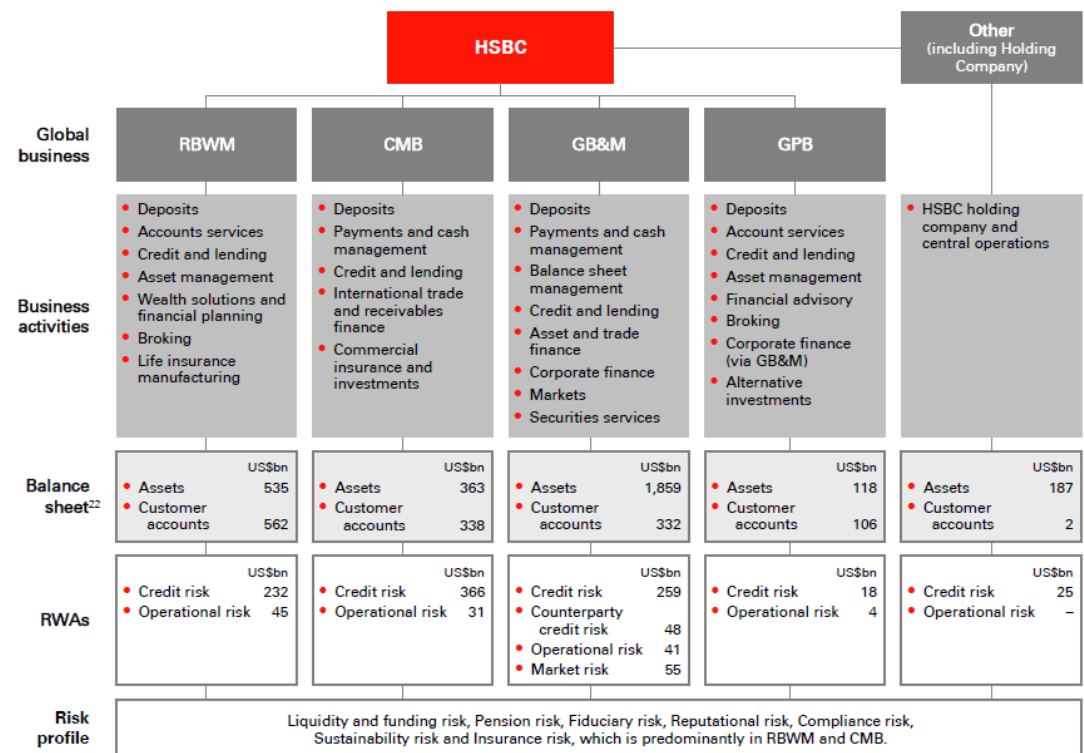 HSBC
Other
(including Holding
Company)
Global
business
RBWM
CMB
GB&M
GPB
Business
activities
• Deposits
• Accounts services
• Credit and lending
• Asset management
• Wealth solutions and
financial planning
• Broking
• Life insurance
manufacturing
• Deposits
• Payments and cash
management
• Credit and lending
• International trade
and receivables
finance
• Commercial
insurance and
investments
• Deposits
• Payments and cash
management
• Balance sheet
management
• Credit and lending
• Asset and trade
finance
• Corporate finance
• Markets
• Securities services
• Deposits
• Account services
• Credit and lending
• Asset management
• Financial advisory
• Broking
• Corporate finance
(via GB&M)
• Alternative
investments
• HSBC holding
company and
central operations
Balance
sheet22
US$bn
• Assets 535
• Customer
accounts 562
US$bn
• Assets 363
• Customer
accounts 338
US$bn
• Assets 1,859
• Customer
accounts 332
US$bn
• Assets 118
• Customer
accounts 106
US$bn
• Assets 187
• Customer
accounts 2
RWAs
US$bn
• Credit risk 232
• Operational risk 45
US$bn
• Credit risk 366
• Operational risk 31
US$bn
• Credit risk 259
• Counterparty
credit risk 48
• Operational risk 41
• Market risk 55
US$bn
• Credit risk 18
• Operational risk 4
US$bn
• Credit risk 25
• Operational risk –
Risk
profile
Liquidity and funding risk, Pension risk, Fiduciary risk, Reputational risk, Compliance risk,
Sustainability risk and Insurance risk, which is predominantly in RBWM and CMB.